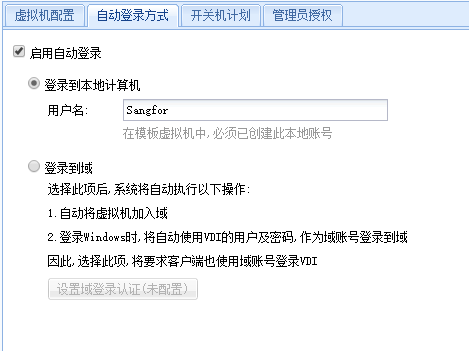 虚拟机配置 自动登录方式 开关机计划 管理员授权
启用自动登录
登录到本地计算机
用户名: Sangfor
在模板虚拟机中,必须已创建此本地账号
登录到域
选择此项后,系统将自动执行以下操作:
1.自动将虚拟机加入域
2.登录Windows时,将自动使用VDI的用户及密码,作为域账号登录到域
因此,选择此项,将要求客户端也使用域账号登录VDI
设置域登录认证(未配置)